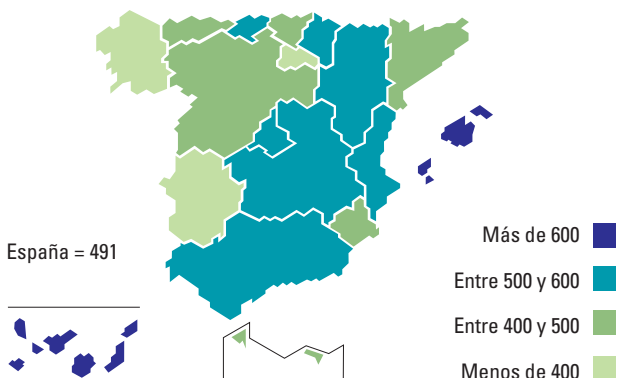 España = 491
Más de 600
Entre 500 y 600
Entre 400 y 500
Menos de 400